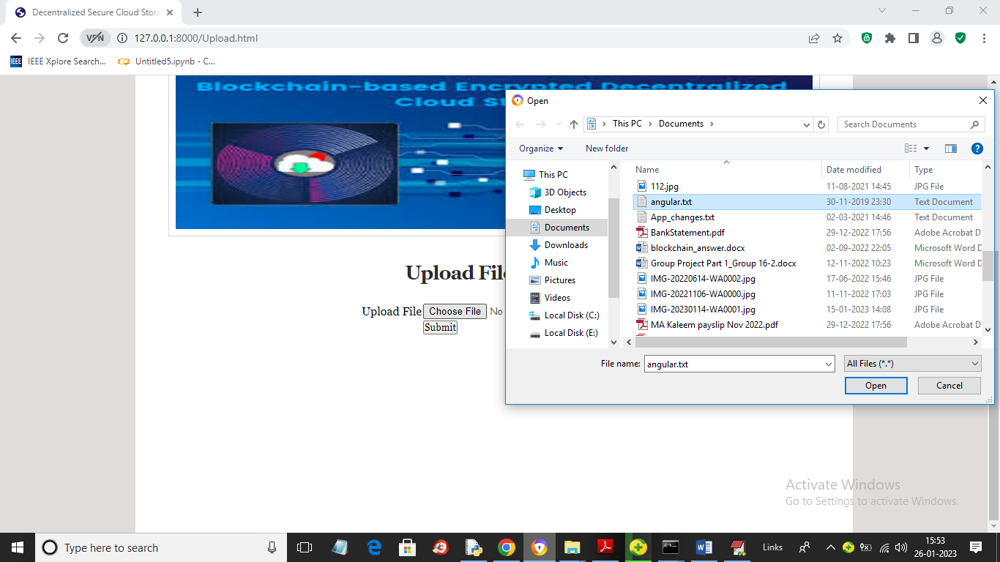 Decentralized Secure Cloud Stora
127.0.0.1:8000/Upload.html
VPN
IEEE IEEE Xplore Search...
Untitled5.ipynb - C...
Blockchain-based Encrypted Decentralized
Cloud St
Upload File
Upload File Choose File No
Submit
Open
This PC
Documents
Search Documents
Organize
New folder
This PC
3D Objects
Desktop
Documents
Downloads
Music
Pictures
Videos
Local Disk (C:)
Local Disk (E:)
Name Date modified Type
112.jpg 11-08-2021 14:45 JPG File
angular.txt 30-11-2019 23:30 Text Document
App_changes.txt 02-03-2021 14:46 Text Document
BankStatement.pdf 29-12-2022 17:56 Adobe Acrobat D
blockchain_answer.docx 02-09-2022 22:05 Microsoft Word D
Group Project Part 1_Group 16-2.docx 12-11-2022 10:23 Microsoft Word D
IMG-20220614-WA0002.jpg 17-06-2022 15:46 JPG File
IMG-20221106-WA0000.jpg 11-11-2022 17:03 JPG File
IMG-20230114-WA0001.jpg 15-01-2023 14:08 JPG File
MA Kaleem payslip Nov 2022.pdf 29-12-2022 17:56 Adobe Acrobat D
File name: angular.txt All Files (*.*)
Open Cancel
Activate Windows
Go to Settings to activate Windows.
Type here to search
Links
15:53
26-01-2023